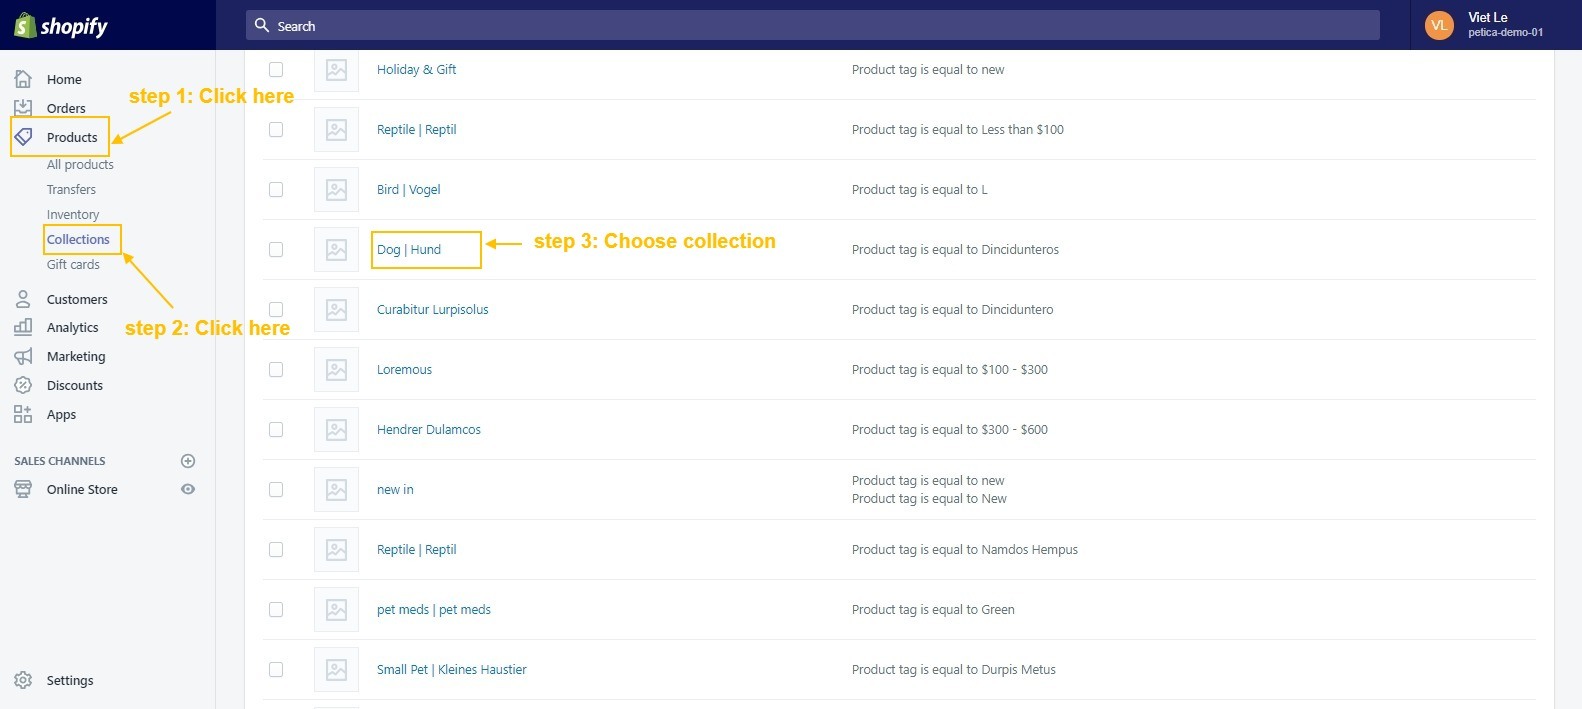 shopify
Search
VL
Viet Le
petica-demo-01
Home
Orders
step 1: Click here
Products
All products
Transfers
Inventory
Collections
Gift cards
Customers
Analytics
step 2: Click here
Marketing
Discounts
Apps
SALES CHANNELS
Online Store
Settings
Holiday & Gift
Product tag is equal to new
Reptile | Reptil
Product tag is equal to Less than $100
Bird | Vogel
Product tag is equal to L
Dog | Hund
step 3: Choose collection
Product tag is equal to Dincidunteros
Curabitur Lurpisolus
Product tag is equal to Dinciduntero
Loremous
Product tag is equal to $100 - $300
Hendrer Dulamcos
Product tag is equal to $300 - $600
new in
Product tag is equal to new
Product tag is equal to New
Reptile | Reptil
Product tag is equal to Namdos Hempus
pet meds | pet meds
Product tag is equal to Green
Small Pet | Kleines Haustier
Product tag is equal to Durpis Metus